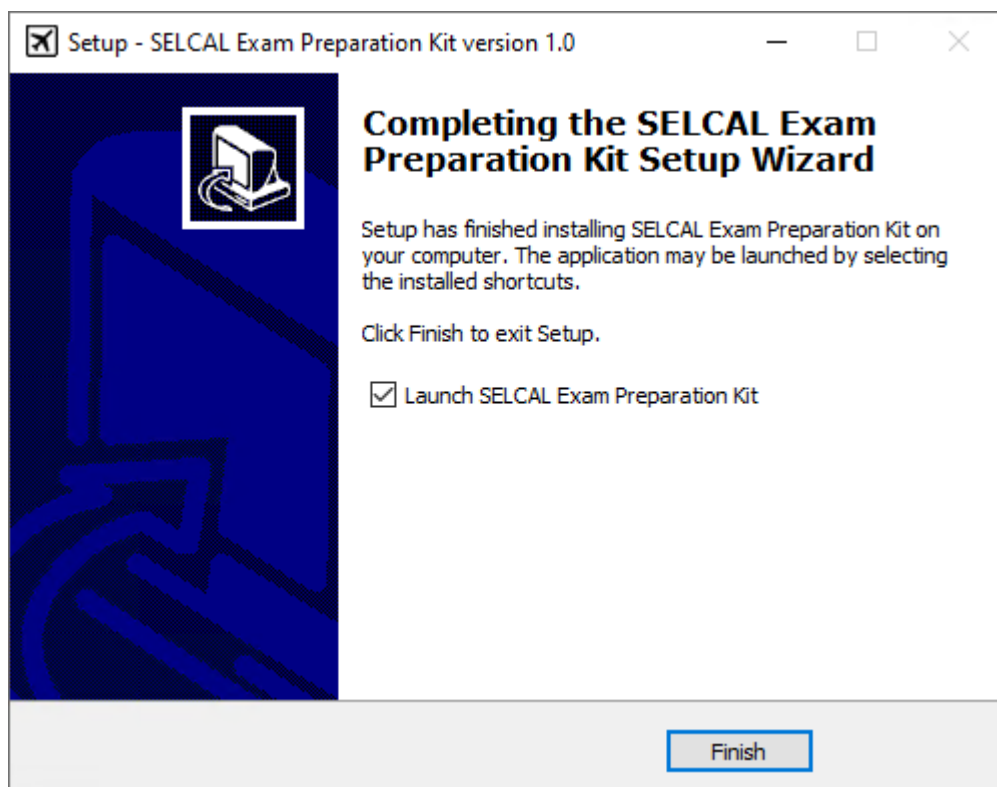 Setup - SELCAL Exam Preparation Kit version 1.0
Completing the SELCAL Exam
Preparation Kit Setup Wizard
Setup has finished installing SELCAL Exam Preparation Kit on
your computer. The application may be launched by selecting
the installed shortcuts.
Click Finish to exit Setup.
Launch SELCAL Exam Preparation Kit
Finish